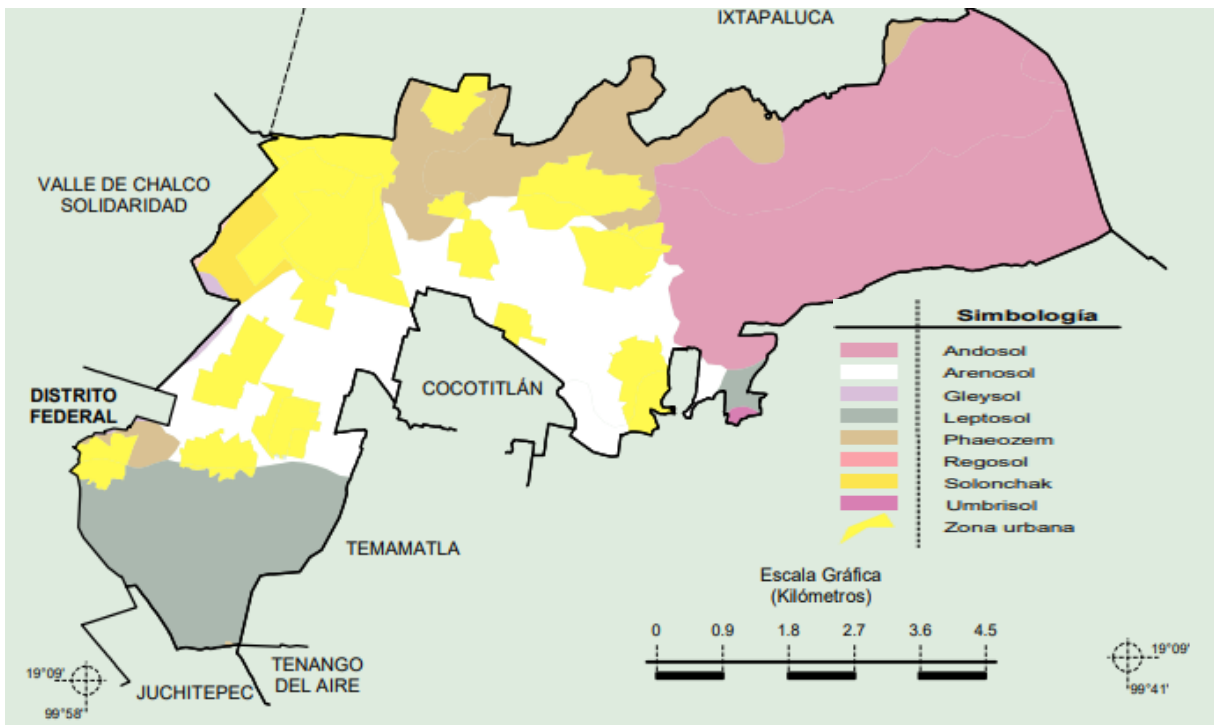 IXTAPALUCA
VALLE DE CHALCO
SOLIDARIDAD
DISTRITO
FEDERAL
COCOTITLÁN
TEMAMATLA
TENANGO
DEL AIRE
JUCHITEPEC
19°09'
99°58'
Simbología
Andosol
Arenosol
Gleysol
Leptosol
Phaeozem
Regosol
Solonchak
Umbrisol
Zona urbana
Escala Gráfica
(Kilómetros)
0 0.9 1.8 2.7 3.6 4.5
19°09'
99°41'